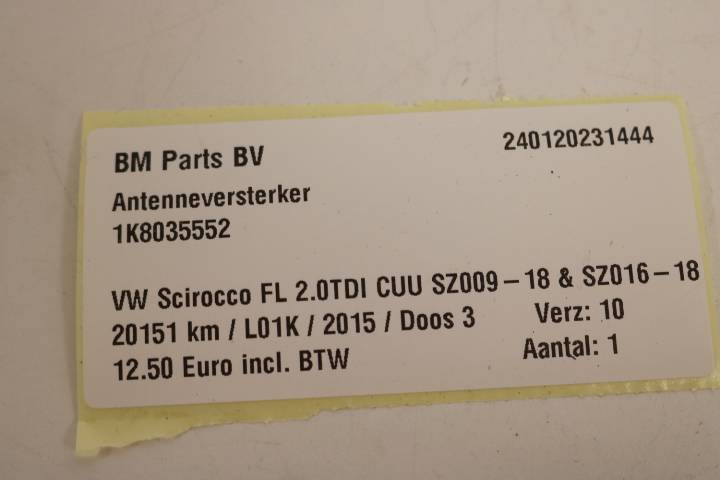 BM Parts BV 240120231444
Antenneversterker
1K8035552
VW Scirocco FL 2.0TDI CUU SZ009-18 & SZ016-18
20151 km / L01K / 2015 / Doos 3 Verz: 10
12.50 Euro incl. BTW Aantal: 1